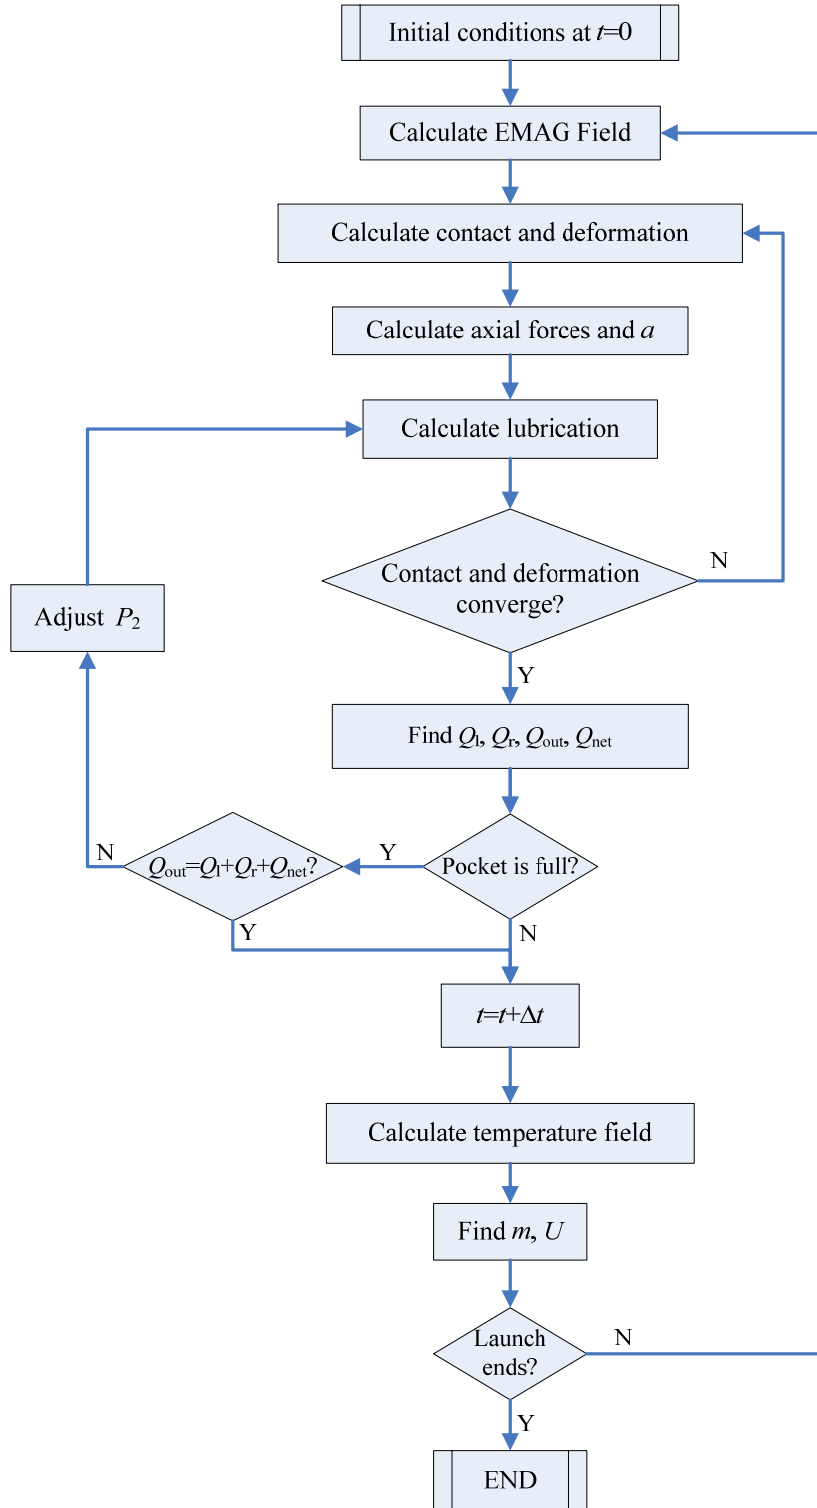 Initial conditions at t=0
Calculate EMAG Field
Calculate contact and deformation
Calculate axial forces and a
Calculate lubrication
N
Contact and deformation
converge?
Adjust P₂
Y
Find Qₗ, Qᵣ, Qout, Qnet
N
Qout=Qₗ+Qᵣ+Qnet?
Y
Pocket is full?
Y
N
t=t+Δt
Calculate temperature field
Find m, U
Launch
ends?
N
Y
END